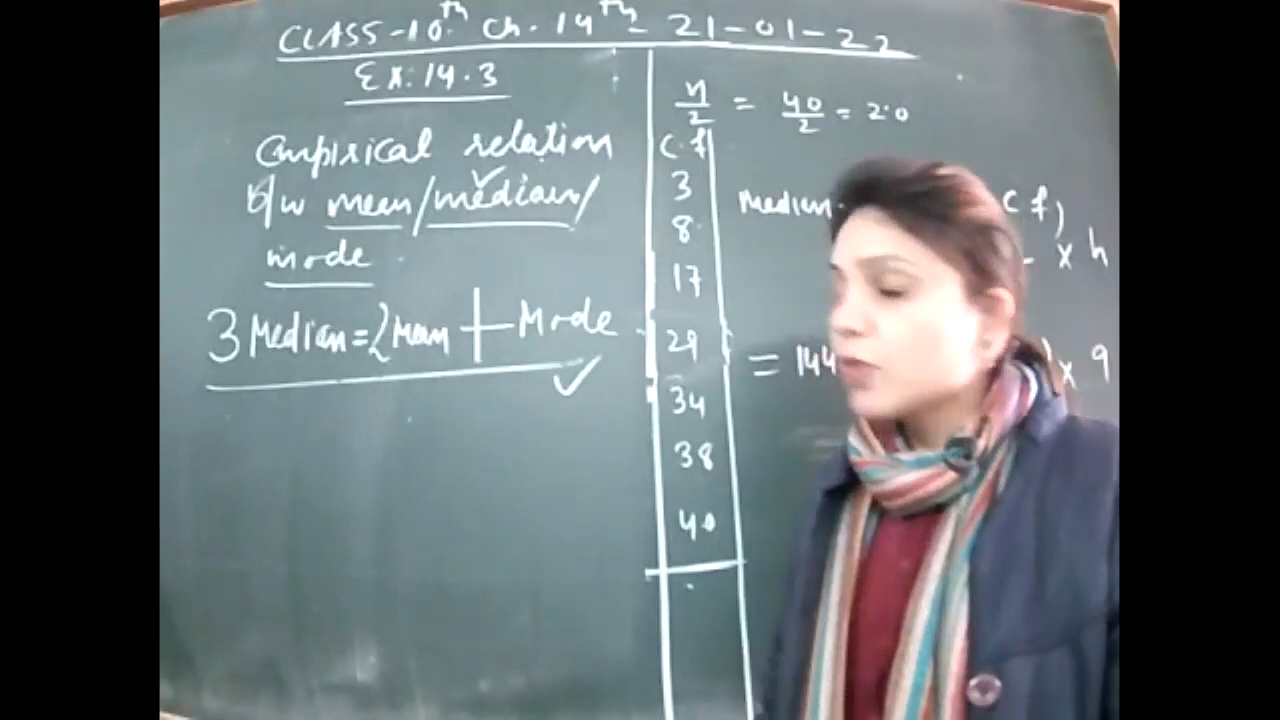 CLASS-10th Ch-14th- 21-01-22
Ex: 14.3
Empirical relation
b/w mean/median/
mode
3 Median = 2 Mean + Mode
n/2 = 40/2 = 20
c.f
3
8
17
29
34
38
40
Median
cf)
x h
= 144
) x 9